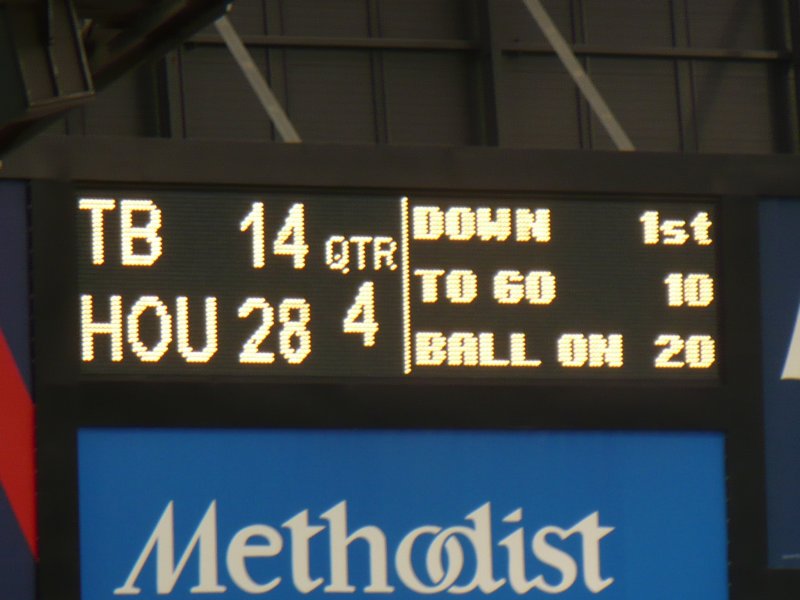 TB 14 QTR
HOU 28 4
DOWN 1st
TO GO 10
BALL ON 20
Methodist